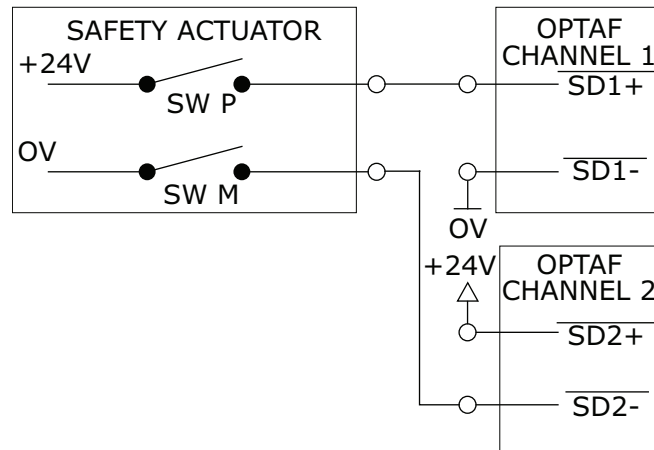 SAFETY ACTUATOR
+24V
SW P
OV
SW M
OPTAF
CHANNEL 1
SD1+
SD1-
OV
+24V
OPTAF
CHANNEL 2
SD2+
SD2-